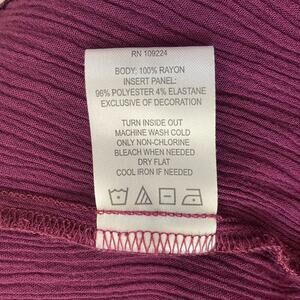 RN 109224
BODY: 100% RAYON
INSERT PANEL:
96% POLYESTER 4% ELASTANE
EXCLUSIVE OF DECORATION
TURN INSIDE OUT
MACHINE WASH COLD
ONLY NON-CHLORINE
BLEACH WHEN NEEDED
DRY FLAT
COOL IRON IF NEEDED